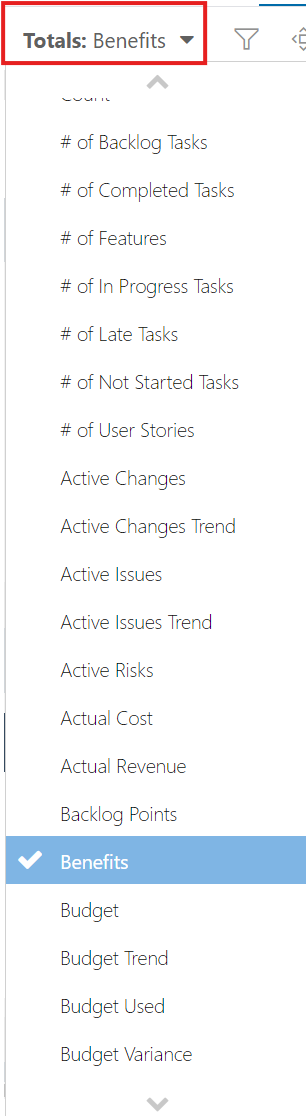 Totals: Benefits
Count
# of Backlog Tasks
# of Completed Tasks
# of Features
# of In Progress Tasks
# of Late Tasks
# of Not Started Tasks
# of User Stories
Active Changes
Active Changes Trend
Active Issues
Active Issues Trend
Active Risks
Actual Cost
Actual Revenue
Backlog Points
Benefits
Budget
Budget Trend
Budget Used
Budget Variance